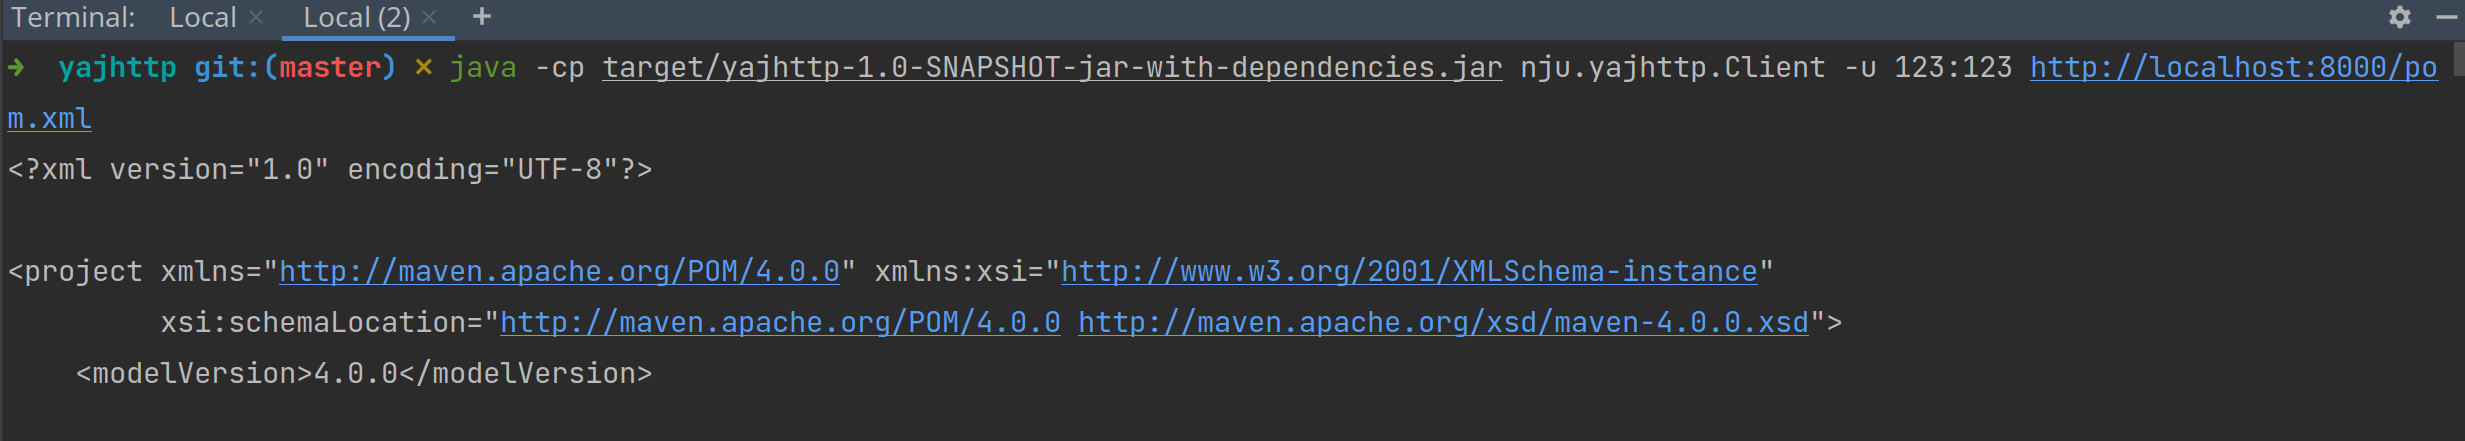 Terminal: Local × Local (2) × +
➜ yajhttp git:(master) ✗ java -cp target/yajhttp-1.0-SNAPSHOT-jar-with-dependencies.jar nju.yajhttp.Client -u 123:123 http://localhost:8000/po
m.xml
<?xml version="1.0" encoding="UTF-8"?>
<project xmlns="http://maven.apache.org/POM/4.0.0" xmlns:xsi="http://www.w3.org/2001/XMLSchema-instance"
xsi:schemaLocation="http://maven.apache.org/POM/4.0.0 http://maven.apache.org/xsd/maven-4.0.0.xsd">
<modelVersion>4.0.0</modelVersion>